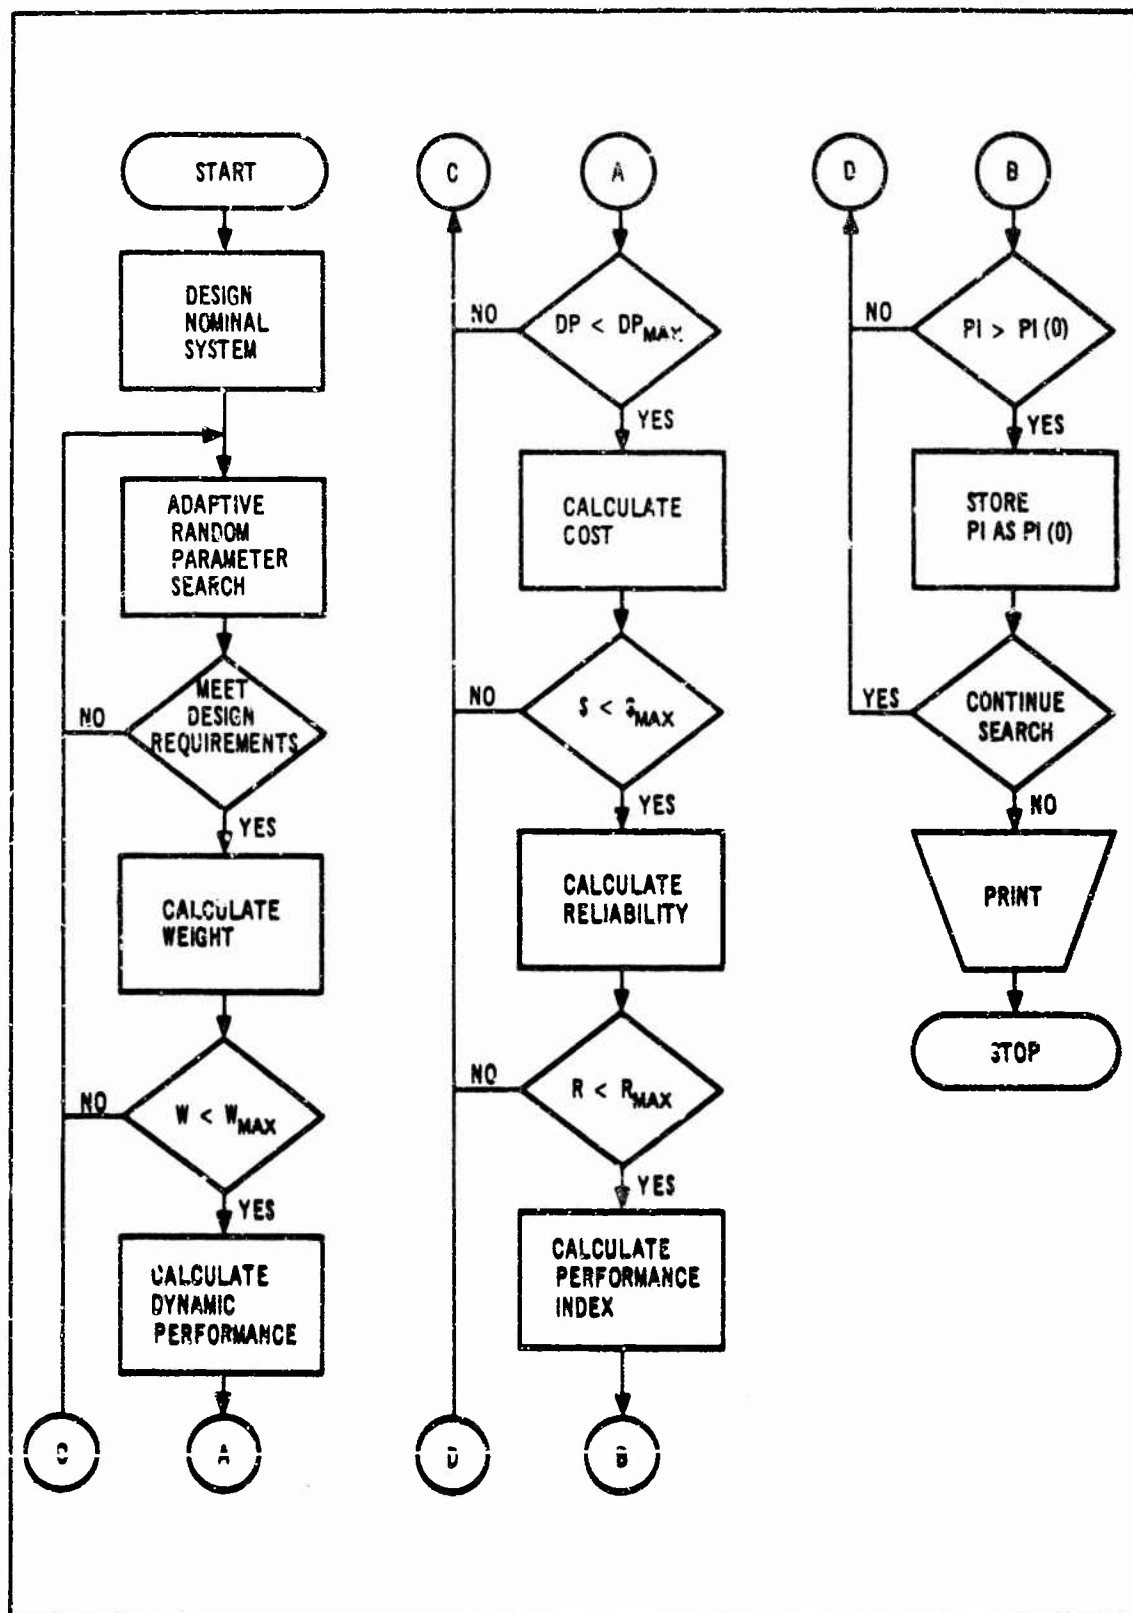 START
DESIGN
NOMINAL
SYSTEM
ADAPTIVE
RANDOM
PARAMETER
SEARCH
MEET
DESIGN
REQUIREMENTS
NO
YES
CALCULATE
WEIGHT
W < WMAX
NO
YES
CALCULATE
DYNAMIC
PERFORMANCE
C
A
C
A
DP < DPMAX
NO
YES
CALCULATE
COST
$ < $MAX
NO
YES
CALCULATE
RELIABILITY
R < RMAX
NO
YES
CALCULATE
PERFORMANCE
INDEX
D
B
D
B
PI > PI (0)
NO
YES
STORE
PI AS PI (0)
CONTINUE
SEARCH
YES
NO
PRINT
STOP